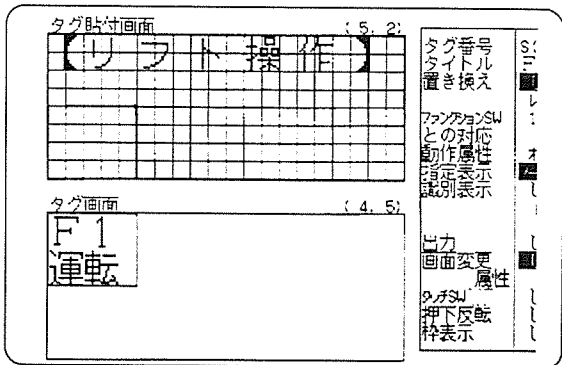 タグ貼付画面 (5, 2)
【リフト操作】
タグ画面 (4, 5)
F1
運転
タグ番号
タイトル
置き換え
ファンクションSW
との対応
動作属性
指定表示
識別表示
出力
画面変更
属性
タッチSW
押下反転
枠表示